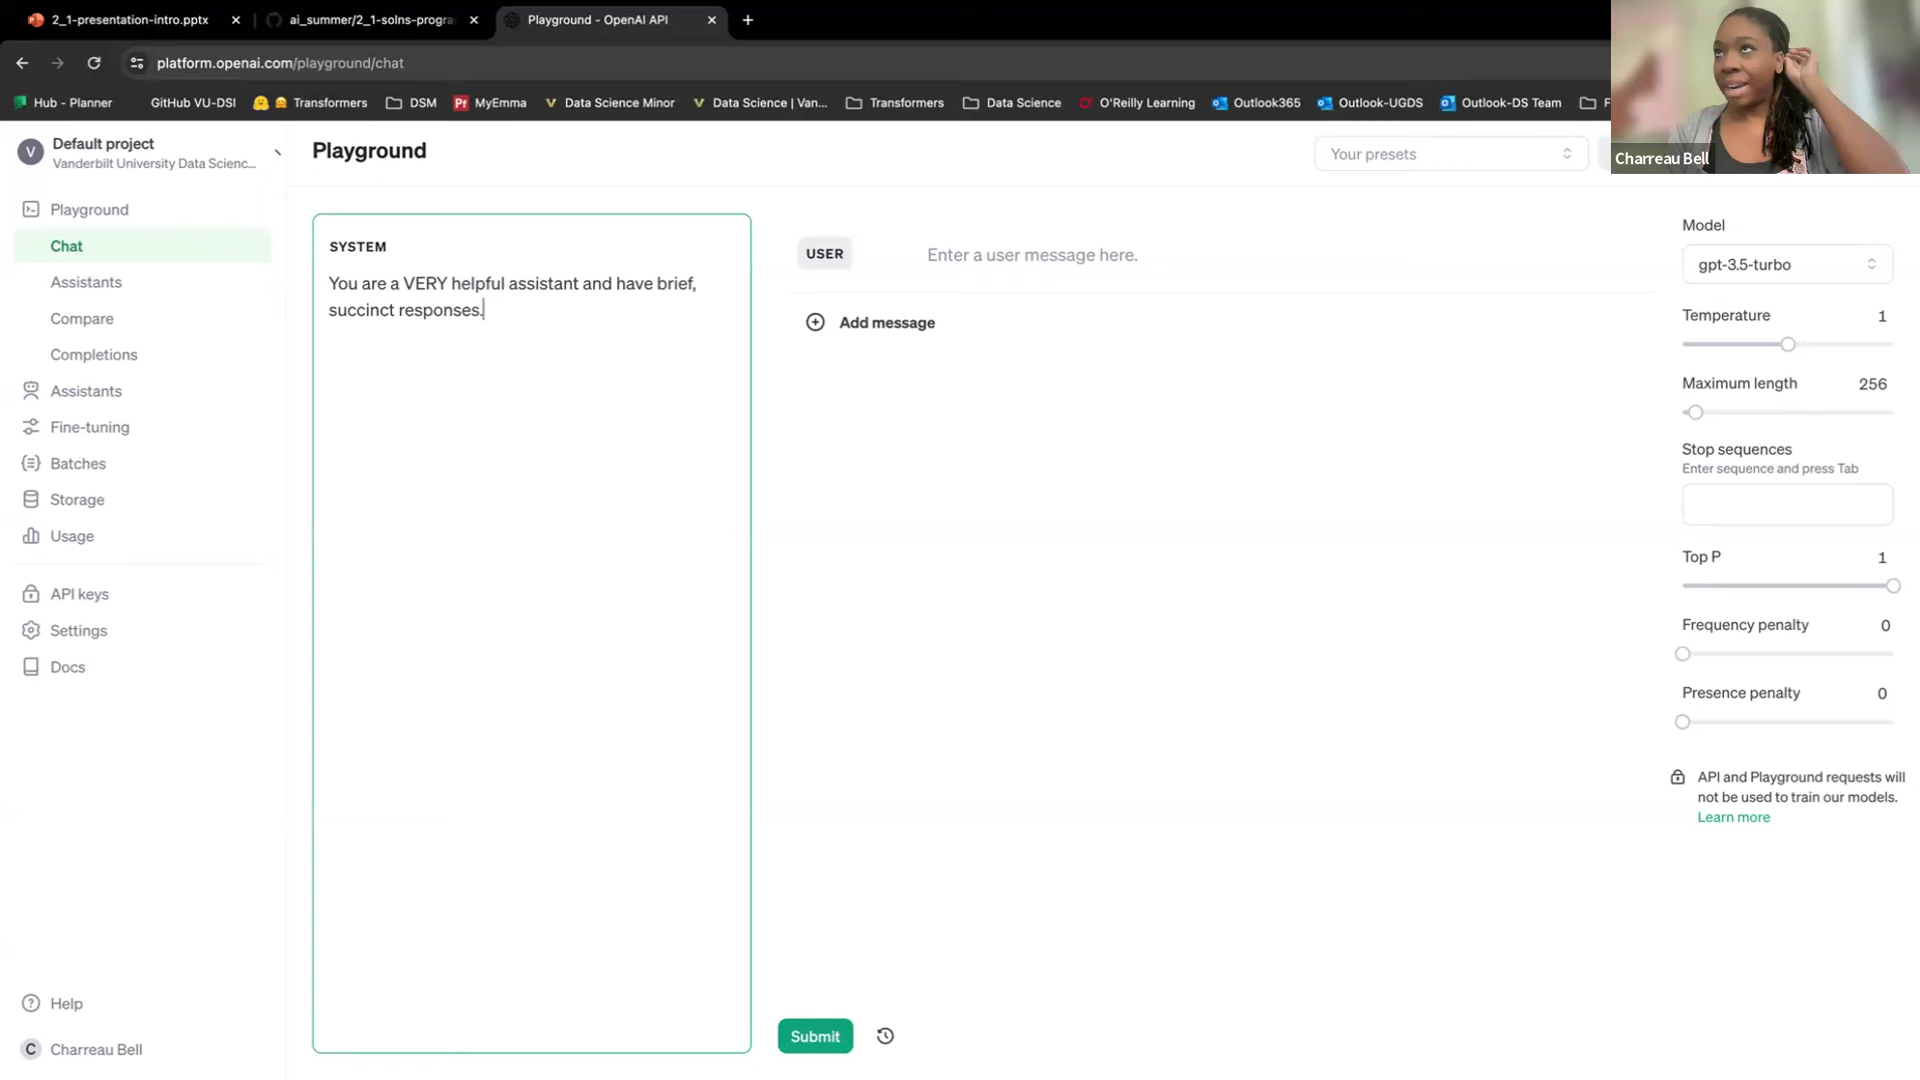 2_1-presentation-intro.pptx
ai_summer/2_1-solns-progra
Playground - OpenAI API
platform.openai.com/playground/chat
Hub - Planner
GitHub VU-DSI
Transformers
DSM
MyEmma
Data Science Minor
Data Science | Van...
Transformers
Data Science
O'Reilly Learning
Outlook365
Outlook-UGDS
Outlook-DS Team
F
Charreau Bell
V
Default project
Vanderbilt University Data Scienc...
Playground
Chat
Assistants
Compare
Completions
Assistants
Fine-tuning
Batches
Storage
Usage
API keys
Settings
Docs
Help
C Charreau Bell
Playground
Your presets
SYSTEM
You are a VERY helpful assistant and have brief,
succinct responses.
USER
Enter a user message here.
Add message
Submit
Model
gpt-3.5-turbo
Temperature 1
Maximum length 256
Stop sequences
Enter sequence and press Tab
Top P 1
Frequency penalty 0
Presence penalty 0
API and Playground requests will
not be used to train our models.
Learn more